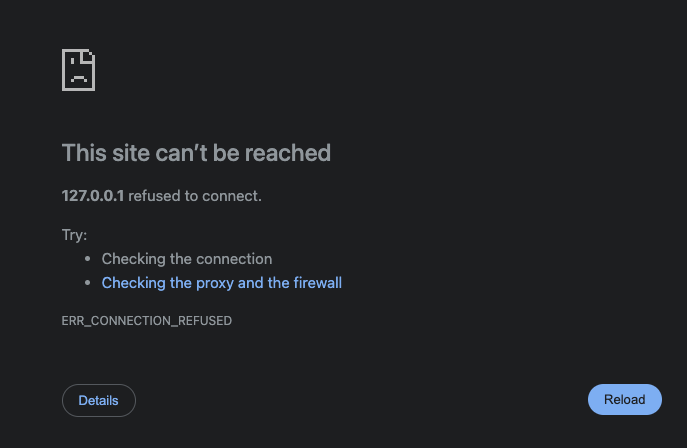 This site can’t be reached
127.0.0.1 refused to connect.
Try:
• Checking the connection
• Checking the proxy and the firewall
ERR_CONNECTION_REFUSED
Details
Reload